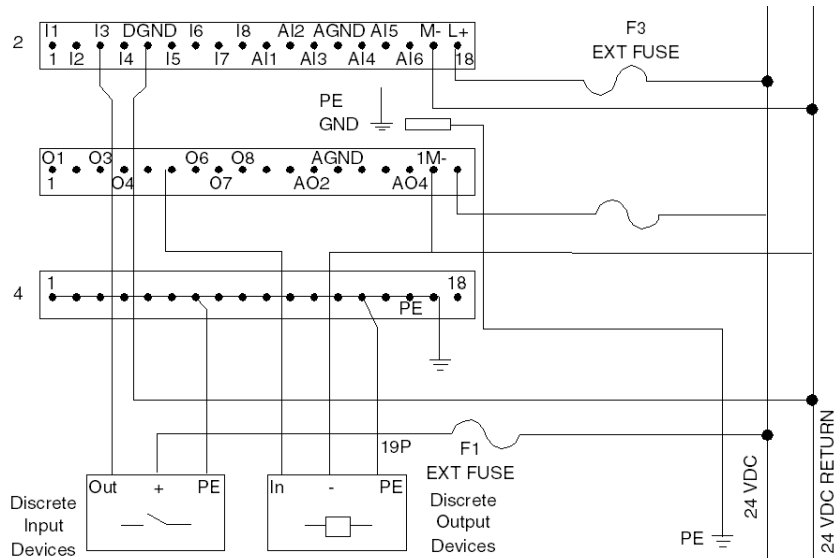 I1 I3 DGND I6 I8 AI2 AGND AI5 M- L+
2
1 I2 I4 I5 I7 AI1 AI3 AI4 AI6 18
F3
EXT FUSE
PE
GND
O1 O3 O6 O8 AGND 1M-
1 O4 O7 AO2 AO4
1 18
4
PE
19P
F1
EXT FUSE
Out + PE
In - PE
Discrete
Input
Devices
Discrete
Output
Devices
PE
24 VDC
24 VDC RETURN